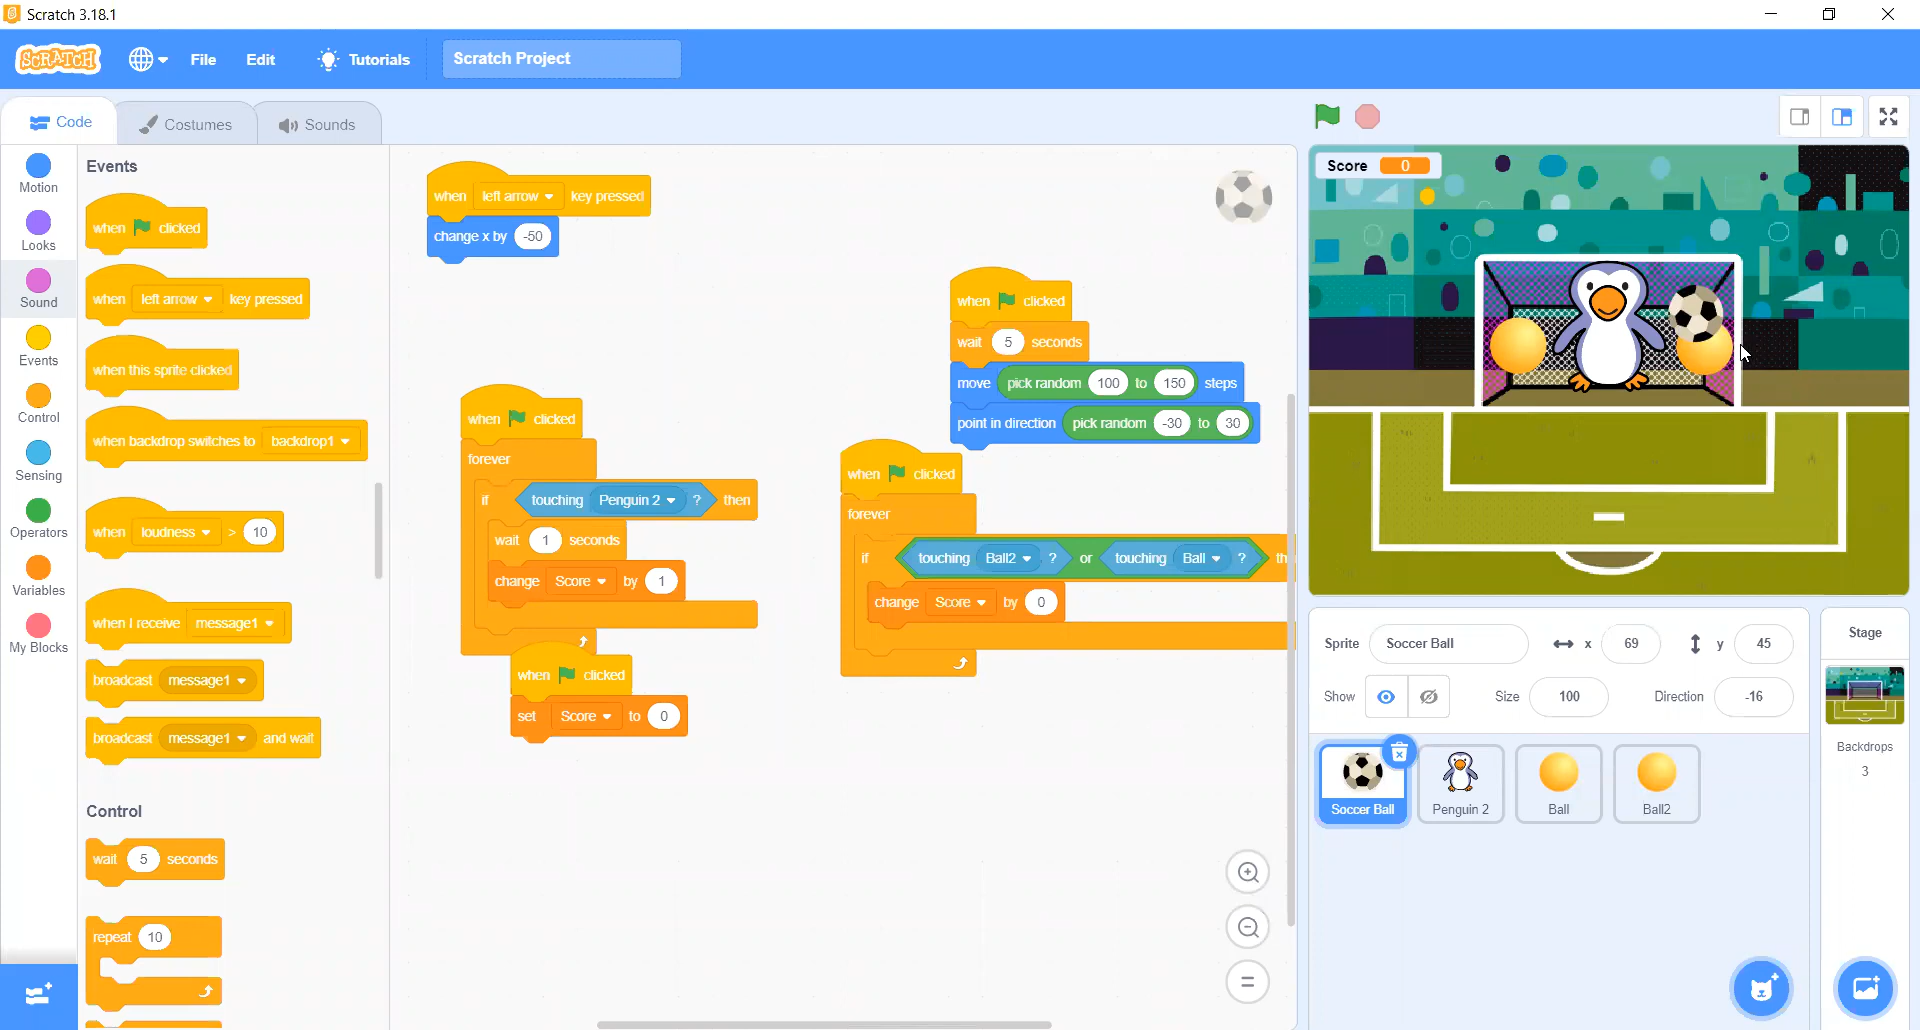 Scratch 3.18.1
SCRATCH
File
Edit
Tutorials
Scratch Project
Code
Costumes
Sounds
Motion
Looks
Sound
Events
Control
Sensing
Operators
Variables
My Blocks
Events
when clicked
when left arrow key pressed
when this sprite clicked
when backdrop switches to backdrop1
when loudness > 10
when I receive message1
broadcast message1
broadcast message1 and wait
Control
wait 5 seconds
repeat 10
when left arrow key pressed
change x by -50
when clicked
forever
if touching Penguin 2 ? then
wait 1 seconds
change Score by 1
when clicked
set Score to 0
when clicked
wait 5 seconds
move pick random 100 to 150 steps
point in direction pick random -30 to 30
when clicked
forever
if touching Ball2 ? or touching Ball ? th
change Score by 0
Score 0
Sprite Soccer Ball x 69 y 45
Show Size 100 Direction -16
Soccer Ball
Penguin 2
Ball
Ball2
Stage
Backdrops
3